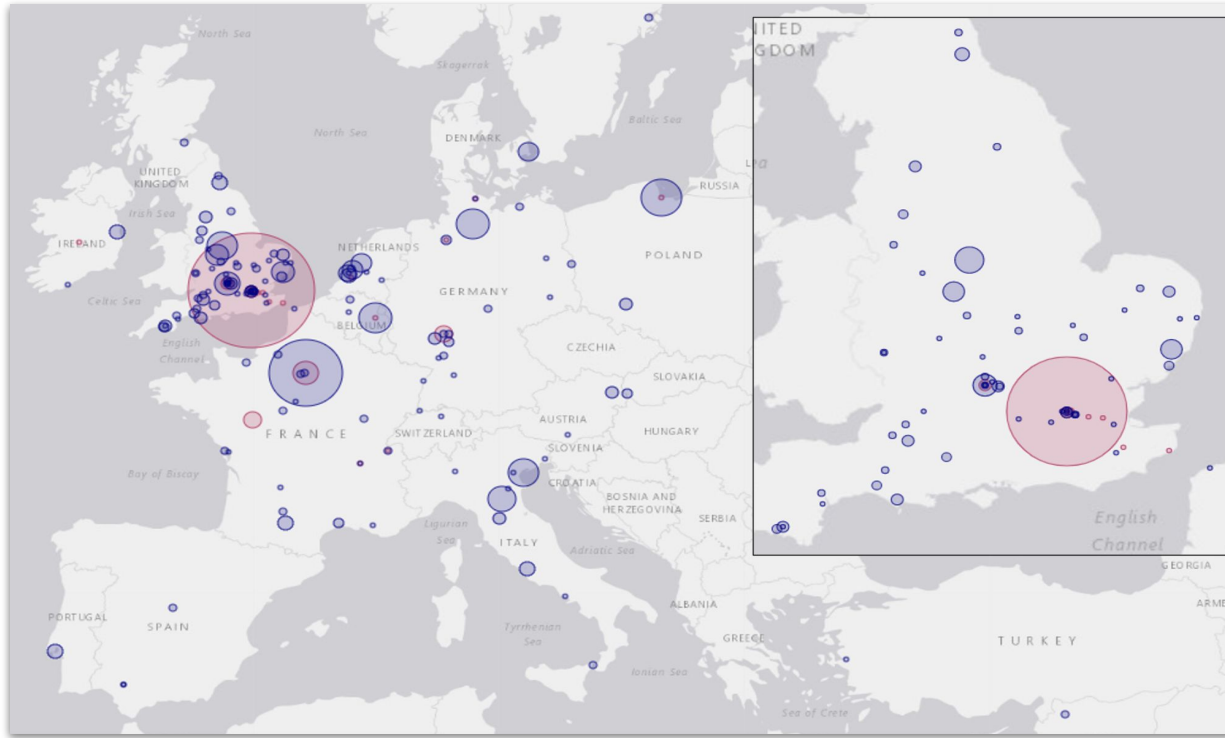 North Sea
Skagerrak
North Sea
Baltic Sea
DENMARK
UNITED
KINGDOM
RUSSIA
Irish Sea
IRELAND
NETHERLANDS
POLAND
Celtic Sea
GERMANY
BELGIUM
English
Channel
CZECHIA
SLOVAKIA
AUSTRIA
FRANCE
SWITZERLAND
HUNGARY
SLOVENIA
Bay of Biscay
CROATIA
BOSNIA AND
HERZEGOVINA
SERBIA
Ligurian
Sea
ITALY
Adriatic Sea
ALBANIA
PORTUGAL
SPAIN
Tyrrhenian
Sea
GREECE
Ionian Sea
TURKEY
Sea of Crete
GEORGIA
ARME
NITED
GDOM
English
Channel